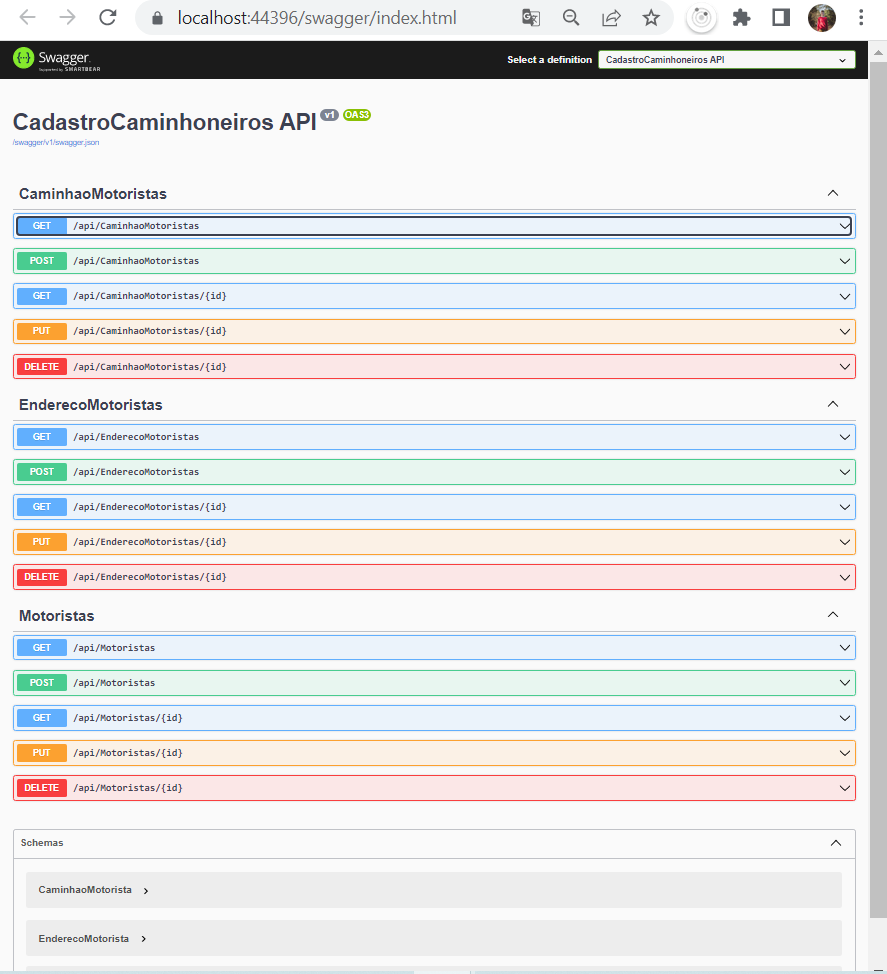 localhost:44396/swagger/index.html
Swagger.
Supported by SMARTBEAR
Select a definition
CadastroCaminhoneiros API
CadastroCaminhoneiros API v1 OAS3
/swagger/v1/swagger.json
CaminhaoMotoristas
GET /api/CaminhaoMotoristas
POST /api/CaminhaoMotoristas
GET /api/CaminhaoMotoristas/{id}
PUT /api/CaminhaoMotoristas/{id}
DELETE /api/CaminhaoMotoristas/{id}
EnderecoMotoristas
GET /api/EnderecoMotoristas
POST /api/EnderecoMotoristas
GET /api/EnderecoMotoristas/{id}
PUT /api/EnderecoMotoristas/{id}
DELETE /api/EnderecoMotoristas/{id}
Motoristas
GET /api/Motoristas
POST /api/Motoristas
GET /api/Motoristas/{id}
PUT /api/Motoristas/{id}
DELETE /api/Motoristas/{id}
Schemas
CaminhaoMotorista
EnderecoMotorista